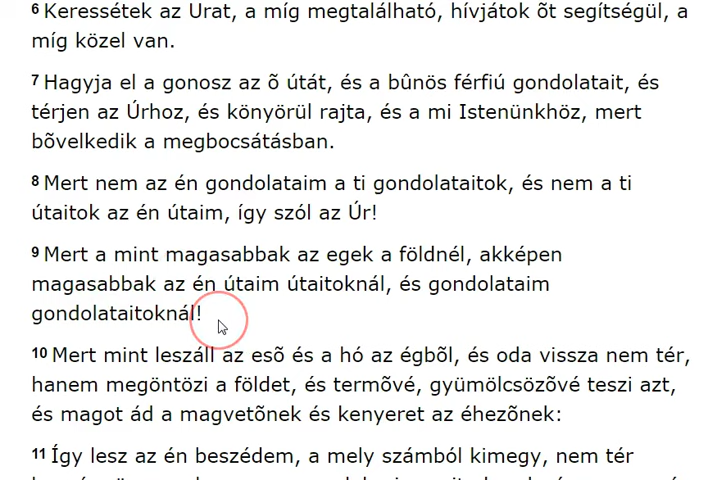 6 Keressétek az Urat, a míg megtalálható, hívjátok õt segítségül, a
míg közel van.
7 Hagyja el a gonosz az õ útát, és a bûnös férfiú gondolatait, és
térjen az Úrhoz, és könyörül rajta, és a mi Istenünkhöz, mert
bõvelkedik a megbocsátásban.
8 Mert nem az én gondolataim a ti gondolataitok, és nem a ti
útaitok az én útaim, így szól az Úr!
9 Mert a mint magasabbak az egek a földnél, akképen
magasabbak az én útaim útaitoknál, és gondolataim
gondolataitoknál!
10 Mert mint leszáll az esõ és a hó az égbõl, és oda vissza nem tér,
hanem megöntözi a földet, és termõvé, gyümölcsözõvé teszi azt,
és magot ád a magvetõnek és kenyeret az éhezõnek:
11 Így lesz az én beszédem, a mely számból kimegy, nem tér